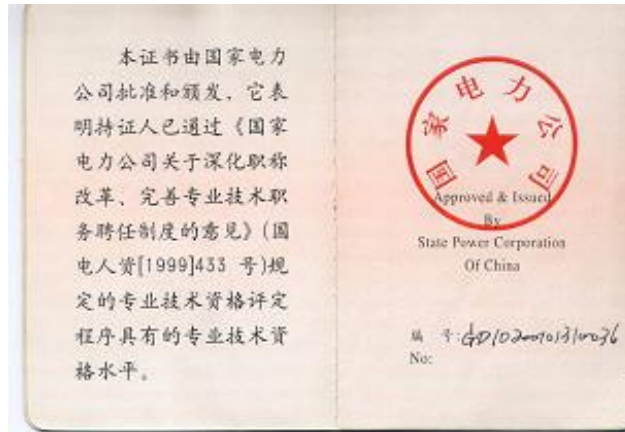 本证书由国家电力
公司批准和颁发，它表
明持证人已通过《国家
电力公司关于深化职称
改革、完善专业技术职
务聘任制度的意见》(国
电人资[1999]433 号)规
定的专业技术资格评定
程序具有的专业技术资
格水平。
国家电力公司
Approved & Issued
By
State Power Corporation
Of China
编 号:
No: